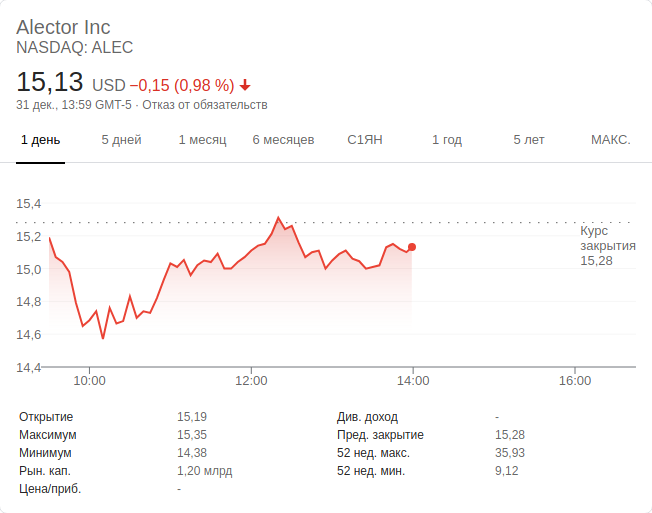 Alector Inc
NASDAQ: ALEC
15,13 USD −0,15 (0,98 %)
31 дек., 13:59 GMT-5 · Отказ от обязательств
1 день 5 дней 1 месяц 6 месяцев С1ЯН 1 год 5 лет МАКС.
15,4
15,2
15,0
14,8
14,6
14,4
Курс
закрытия
15,28
10:00 12:00 14:00 16:00
Открытие 15,19
Максимум 15,35
Минимум 14,38
Рын. кап. 1,20 млрд
Цена/приб. -
Див. доход -
Пред. закрытие 15,28
52 нед. макс. 35,93
52 нед. мин. 9,12